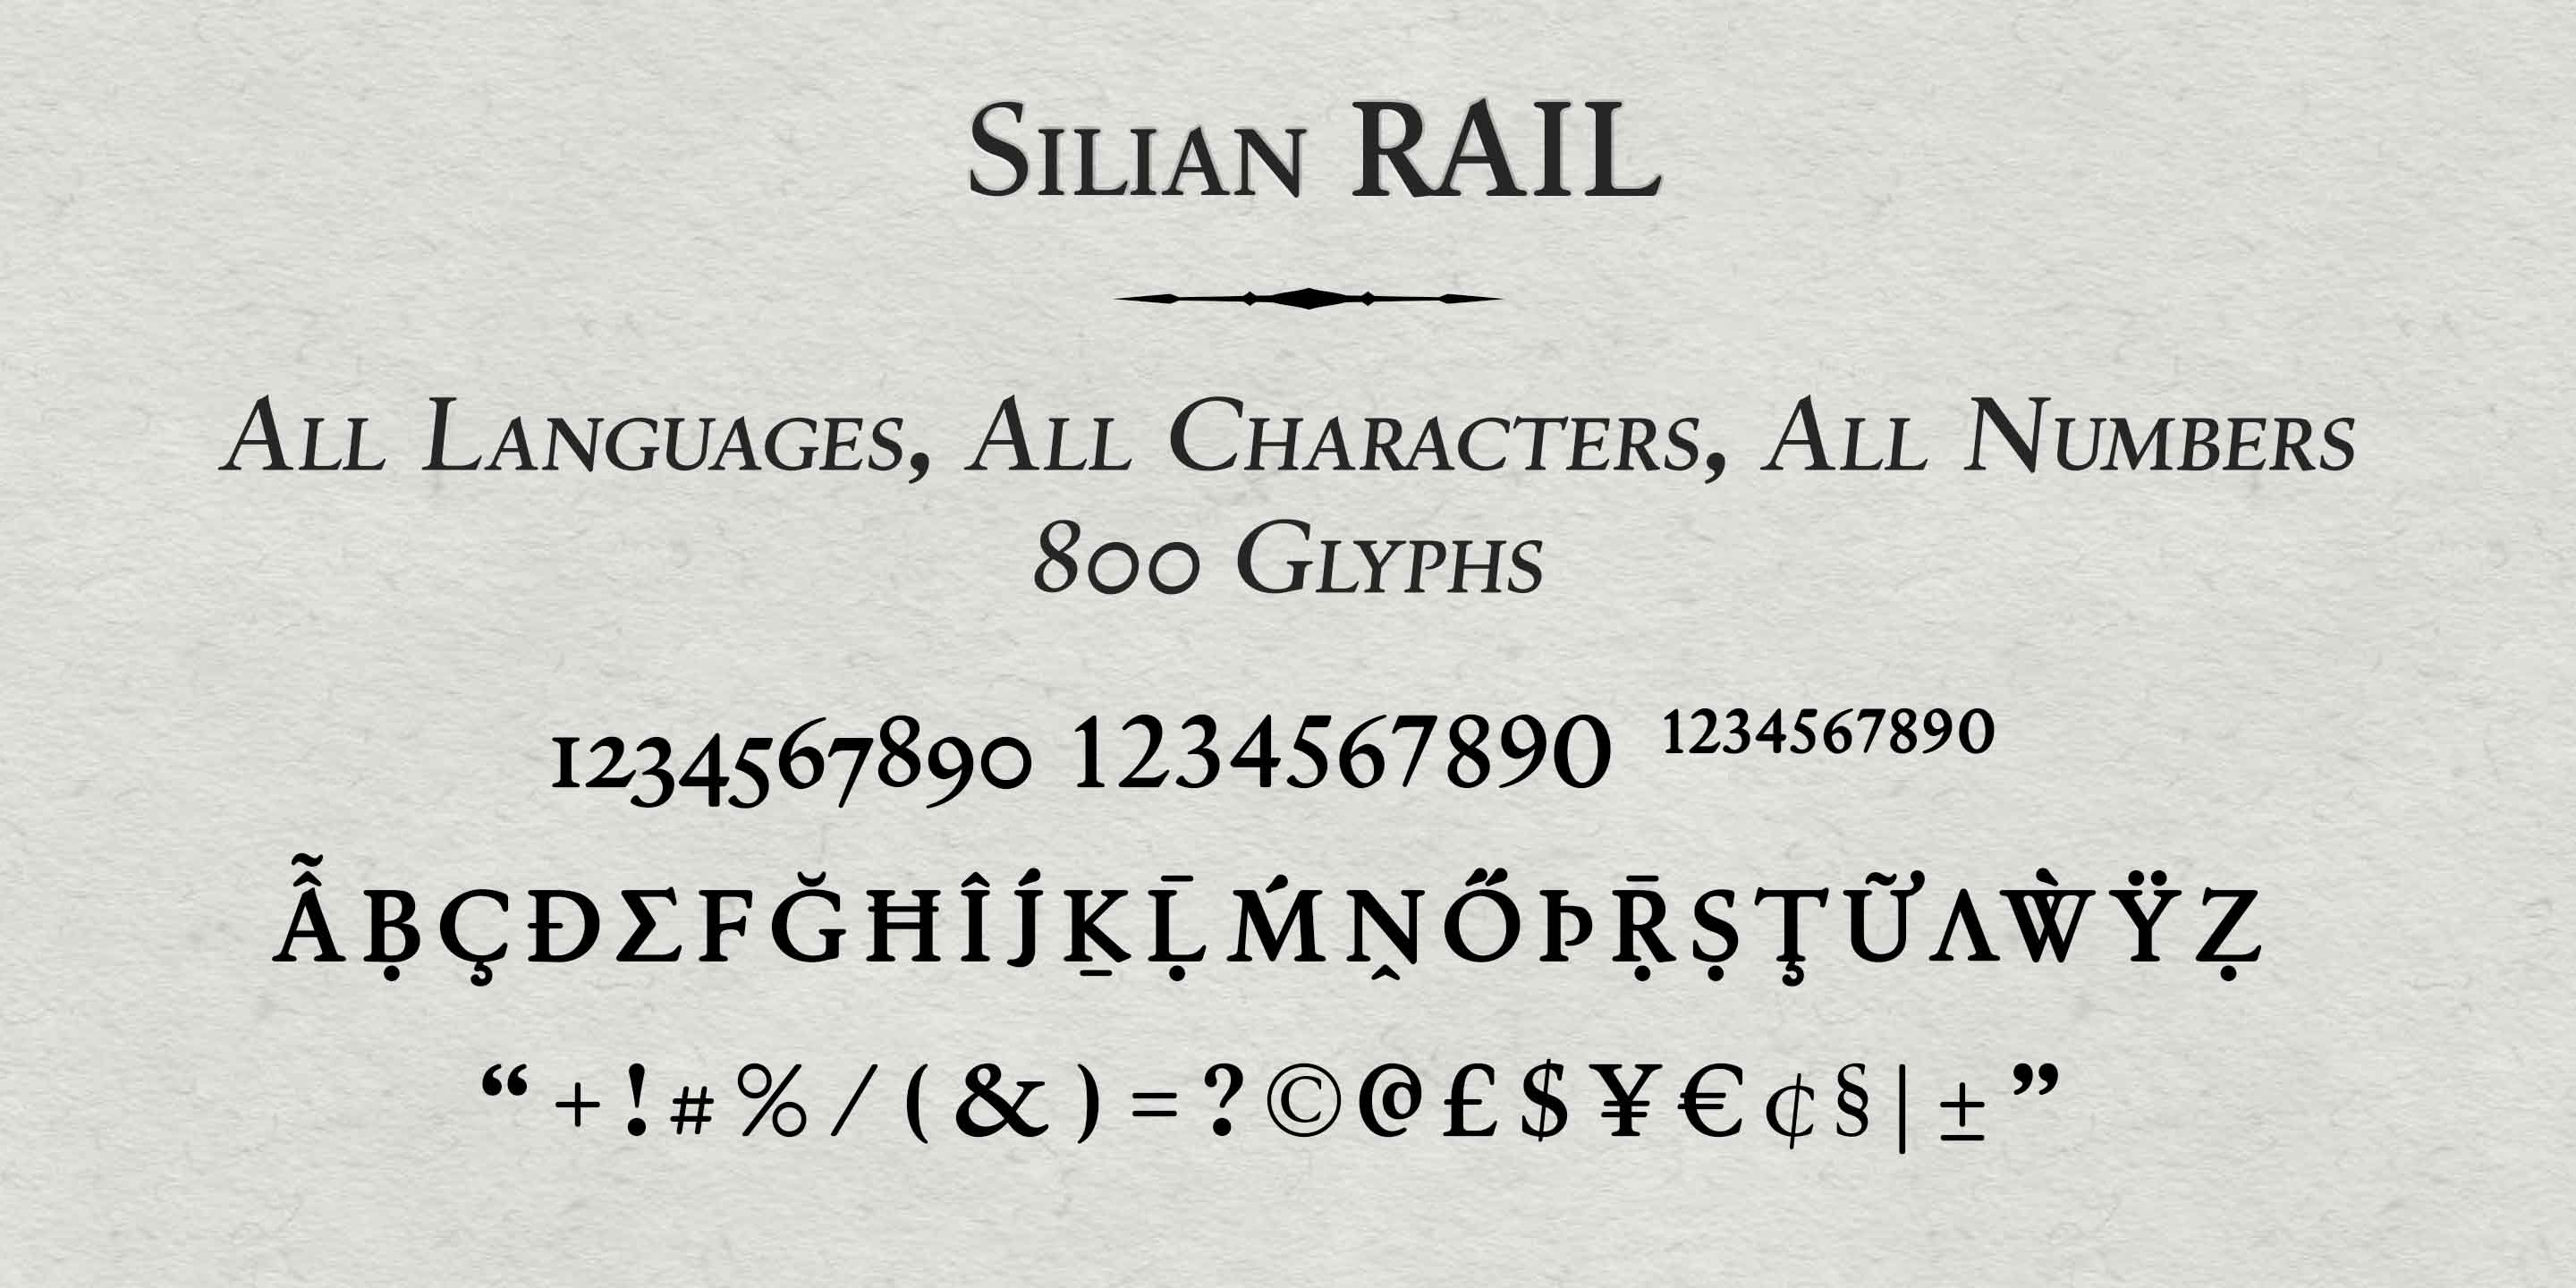 Silian RAIL
All Languages, All Characters, All Numbers
800 Glyphs
1234567890 1234567890 ¹²³⁴⁵⁶⁷⁸⁹⁰
Ẫ Ḅ Ç Đ Σ F Ğ Ħ Î J́ Ḵ Ḹ Ḿ Ṋ Ő Þ Ṝ Ṣ Ţ Ữ Λ Ẁ Ÿ Ẓ
“ + ! # % / ( & ) = ? © @ £ $ ¥ € ¢ § | ± ”